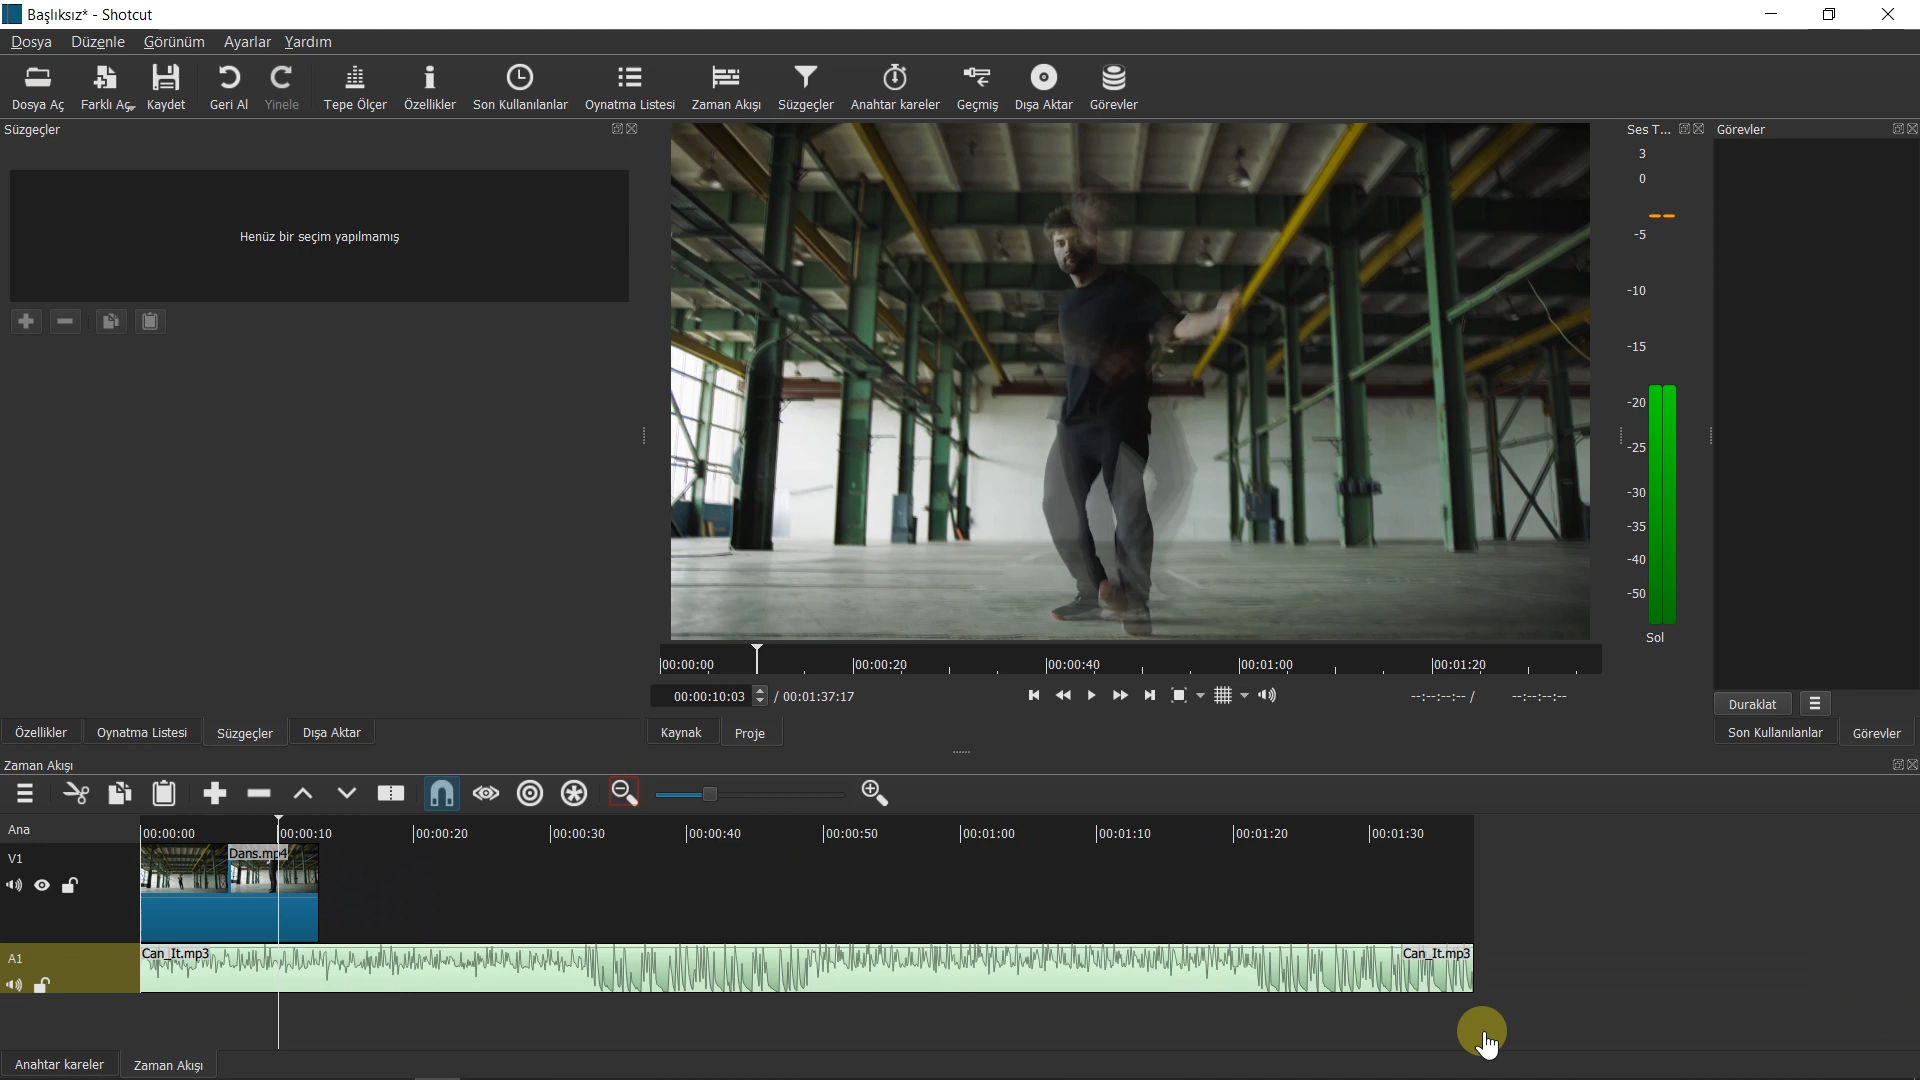 Başlıksız* - Shotcut
Dosya Düzenle Görünüm Ayarlar Yardım
Dosya Aç Farklı Aç Kaydet Geri Al Yinele Tepe Ölçer Özellikler Son Kullanılanlar Oynatma Listesi Zaman Akışı Süzgeçler Anahtar kareler Geçmiş Dışa Aktar Görevler
Süzgeçler
Henüz bir seçim yapılmamış
Ses T...
3
0
-5
-10
-15
-20
-25
-30
-35
-40
-50
Sol
Görevler
00:00:00 00:00:20 00:00:40 00:01:00 00:01:20
00:00:10:03 / 00:01:37:17 --:--:--:-- / --:--:--:--
Duraklat
Özellikler Oynatma Listesi Süzgeçler Dışa Aktar Kaynak Proje Son Kullanılanlar Görevler
Zaman Akışı
Ana 00:00:00 00:00:10 00:00:20 00:00:30 00:00:40 00:00:50 00:01:00 00:01:10 00:01:20 00:01:30
V1 Dans.mp4
A1 Can_It.mp3 Can_It.mp3
Anahtar kareler Zaman Akışı